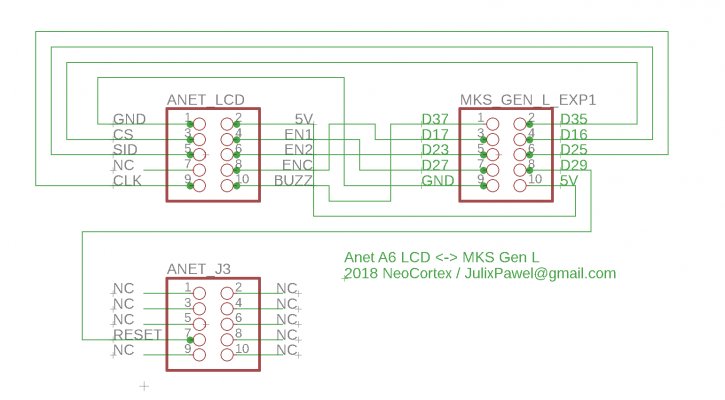 ANET_LCD MKS_GEN_L_EXP1
GND 1 2 5V D37 1 2 D35
CS 3 4 EN1 D17 3 4 D16
SID 5 6 EN2 D23 5 6 D25
NC 7 8 ENC D27 7 8 D29
CLK 9 10 BUZZ GND 9 10 5V
Anet A6 LCD <-> MKS Gen L
2018 NeoCortex / JulixPawel@gmail.com
ANET_J3
NC 1 2 NC
NC 3 4 NC
NC 5 6 NC
RESET 7 8 NC
NC 9 10 NC